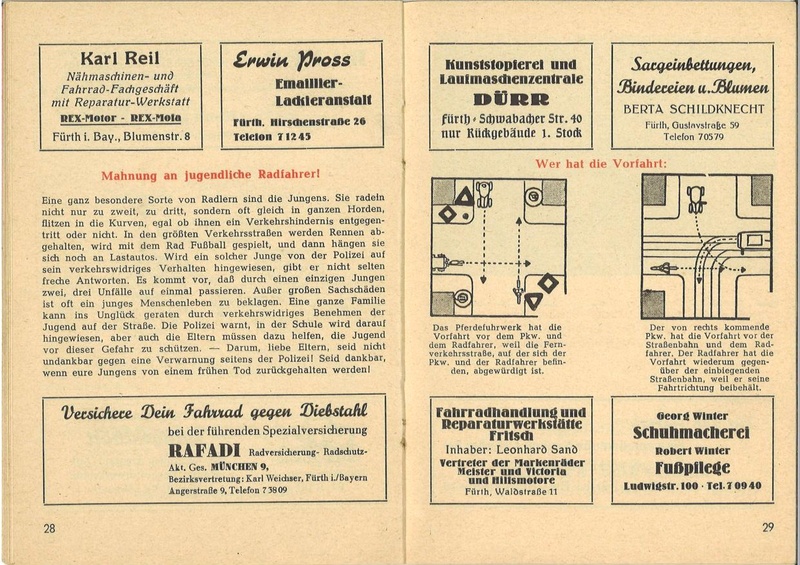 Karl Reil
Nähmaschinen- und
Fahrrad-Fachgeschäft
mit Reparatur-Werkstatt
REX-Motor - REX-Mota
Fürth i. Bay., Blumenstr. 8
Erwin Pross
Emaillier-
Lackieranstalt
Fürth, Hirschenstraße 26
Telefon 7 12 45
Mahnung an jugendliche Radfahrer!
Eine ganz besondere Sorte von Radlern sind die Jungens. Sie radeln
nicht nur zu zweit, zu dritt, sondern oft gleich in ganzen Horden,
flitzen in die Kurven, egal ob ihnen ein Verkehrshindernis entgegen-
tritt oder nicht. In den größten Verkehrsstraßen werden Rennen ab-
gehalten, wird mit dem Rad Fußball gespielt, und dann hängen sie
sich noch an Lastautos. Wird ein solcher Junge von der Polizei auf
sein verkehrswidriges Verhalten hingewiesen, gibt er nicht selten
freche Antworten. Es kommt vor, daß durch einen einzigen Jungen
zwei, drei Unfälle auf einmal passieren. Außer großen Sachschäden
ist oft ein junges Menschenleben zu beklagen. Eine ganze Familie
kann ins Unglück geraten durch verkehrswidriges Benehmen der
Jugend auf der Straße. Die Polizei warnt, in der Schule wird darauf
hingewiesen, aber auch die Eltern müssen dazu helfen, die Jugend
vor dieser Gefahr zu schützen. — Darum, liebe Eltern, seid nicht
undankbar gegen eine Verwarnung seitens der Polizei! Seid dankbar,
wenn eure Jungens von einem frühen Tod zurückgehalten werden!
Versichere Dein Fahrrad gegen Diebstahl
bei der führenden Spezialversicherung
RAFADI Radversicherung- Radschutz-
Akt. Ges. MÜNCHEN 9,
Bezirksvertretung: Karl Weichser, Fürth i./Bayern
Angerstraße 9, Telefon 7 38 09
28
Kunststopferei und
Laufmaschenzentrale
DÜRR
Fürth · Schwabacher Str. 40
nur Rückgebäude 1. Stock
Sargeinbettungen,
Bindereien u. Blumen
BERTA SCHILDKNECHT
Fürth, Gustavstraße 59
Telefon 70579
Wer hat die Vorfahrt:
Das Pferdefuhrwerk hat die
Vorfahrt vor dem Pkw. und
dem Radfahrer, weil die Fern-
verkehrsstraße, auf der sich der
Pkw. und der Radfahrer befin-
den, abgewürdigt ist.
Der von rechts kommende
Pkw. hat die Vorfahrt vor der
Straßenbahn und dem Rad-
fahrer. Der Radfahrer hat die
Vorfahrt wiederum gegen-
über der einbiegenden
Straßenbahn, weil er seine
Fahrtrichtung beibehält.
Fahrradhandlung und
Reparaturwerkstätte
Fritsch
Inhaber: Leonhard Sand
Vertreter der Markenräder
Meister und Victoria
und Hilfsmotore
Fürth, Waldstraße 11
Georg Winter
Schuhmacherei
Robert Winter
Fußpflege
Ludwigstr. 100 · Tel. 7 09 40
29